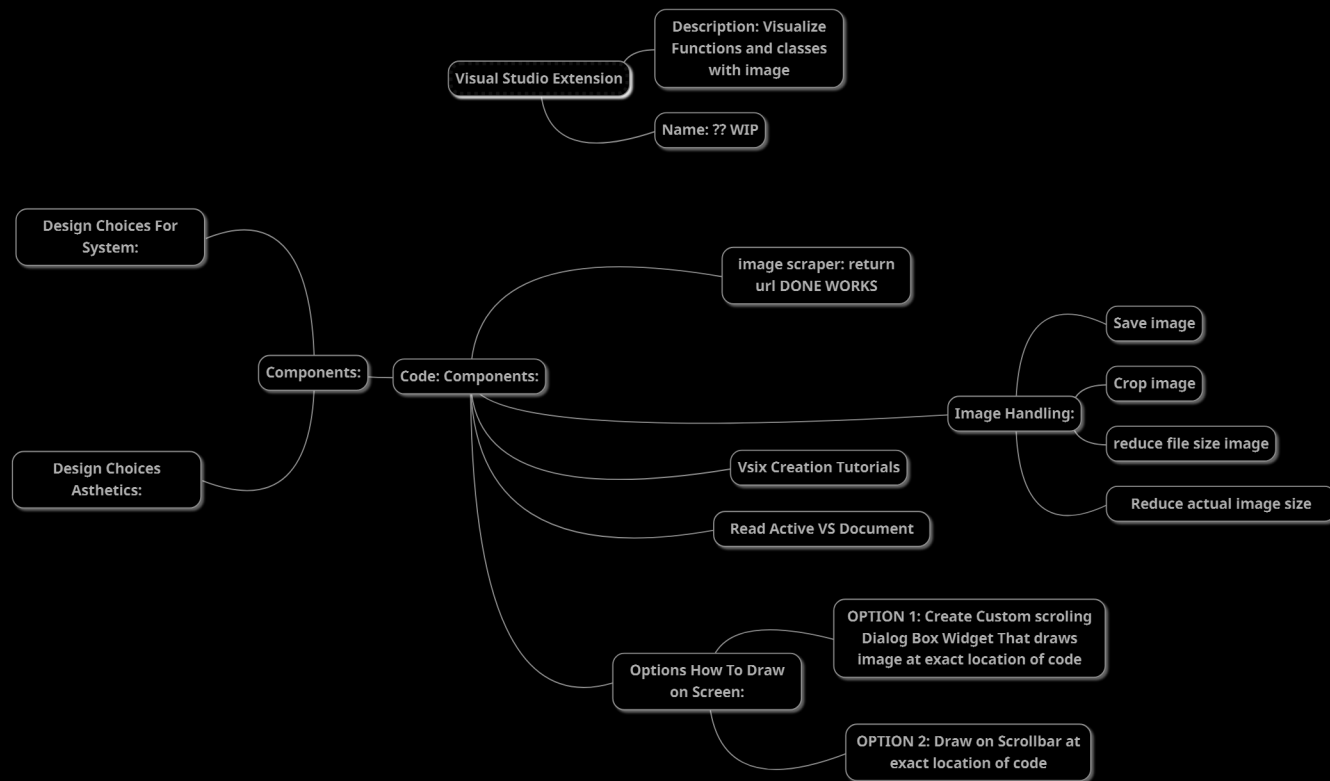 Description: Visualize
Functions and classes
with image
Visual Studio Extension
Name: ?? WIP
Design Choices For
System:
image scraper: return
url DONE WORKS
Save image
Components:
Code: Components:
Crop image
Image Handling:
reduce file size image
Design Choices
Asthetics:
Vsix Creation Tutorials
Reduce actual image size
Read Active VS Document
OPTION 1: Create Custom scroling
Dialog Box Widget That draws
image at exact location of code
Options How To Draw
on Screen:
OPTION 2: Draw on Scrollbar at
exact location of code